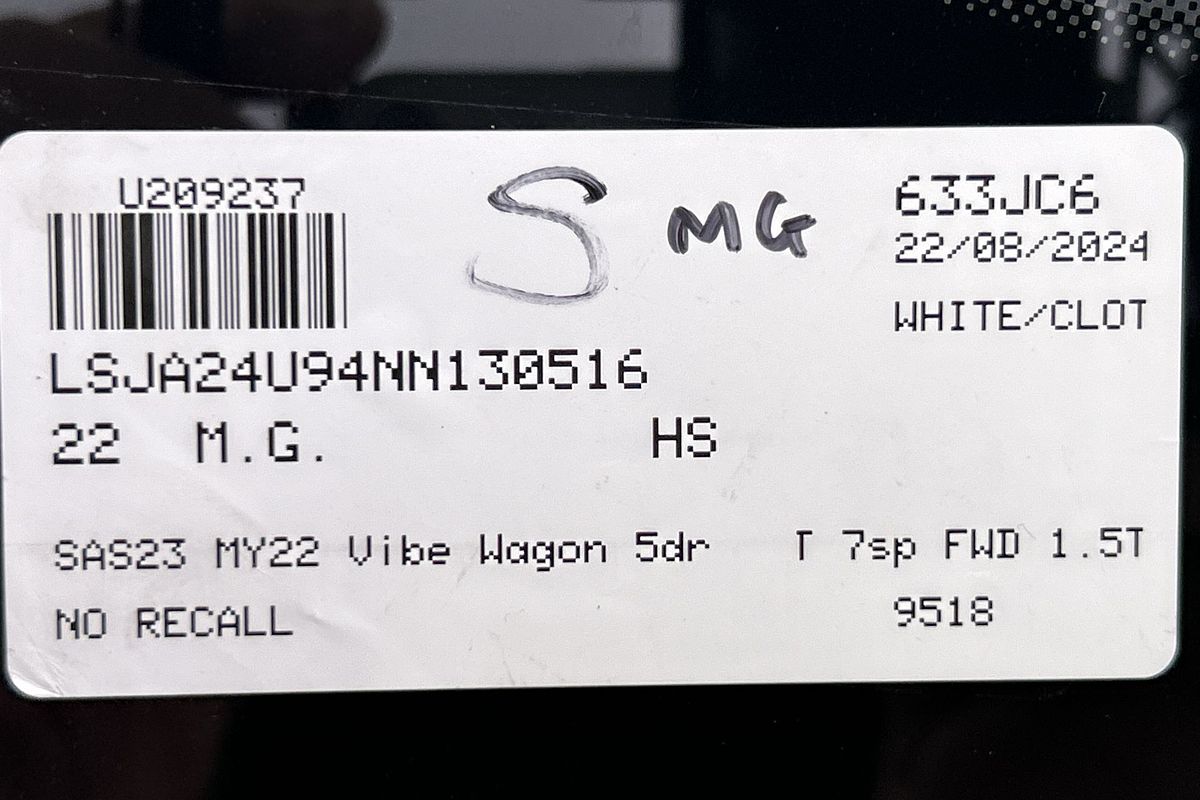 U209237
S MG
633JC6
22/08/2024
WHITE/CLOT
LSJA24U94NN130516
22 M.G. HS
SAS23 MY22 Vibe Wagon 5dr T 7sp FWD 1.5T
NO RECALL 9518